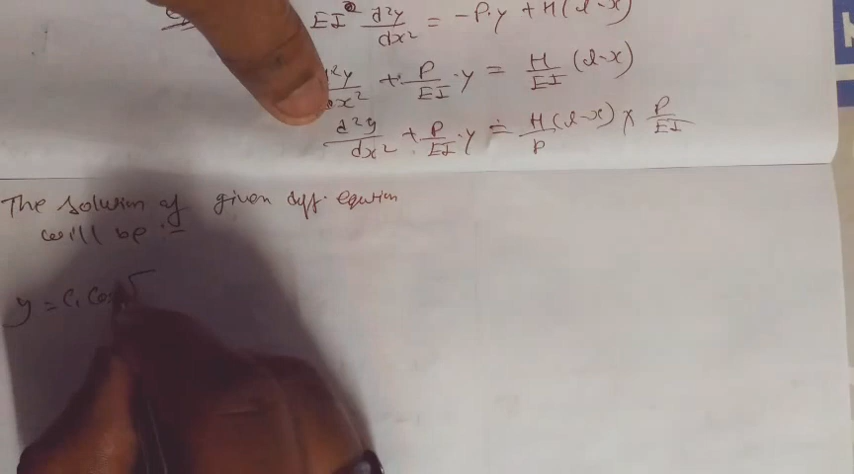 EI d²y/dx² = -P.y + H(l-x)
d²y/dx² + P/EI .y = H/EI (l-x)
d²y/dx² + P/EI .y = H/P (l-x) × P/EI
The solution of given diff. equtim
will be :-
y = C₁ Cos √